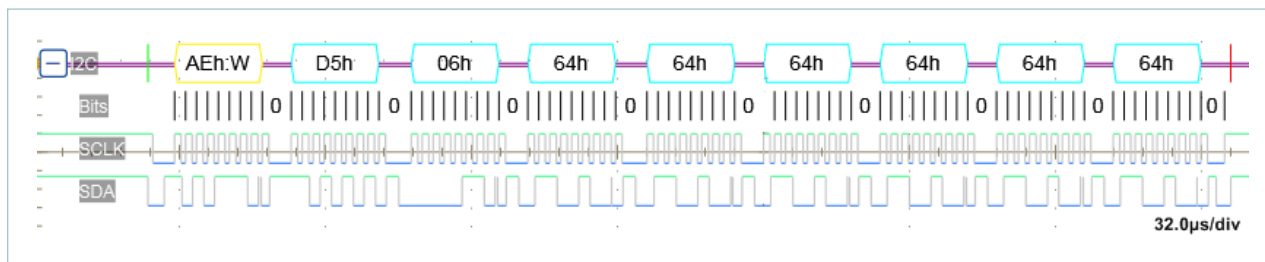 I2C AEh:W D5h 06h 64h 64h 64h 64h 64h 64h
Bits 0 0 0 0 0 0 0 0 0
SCLK
SDA
32.0µs/div